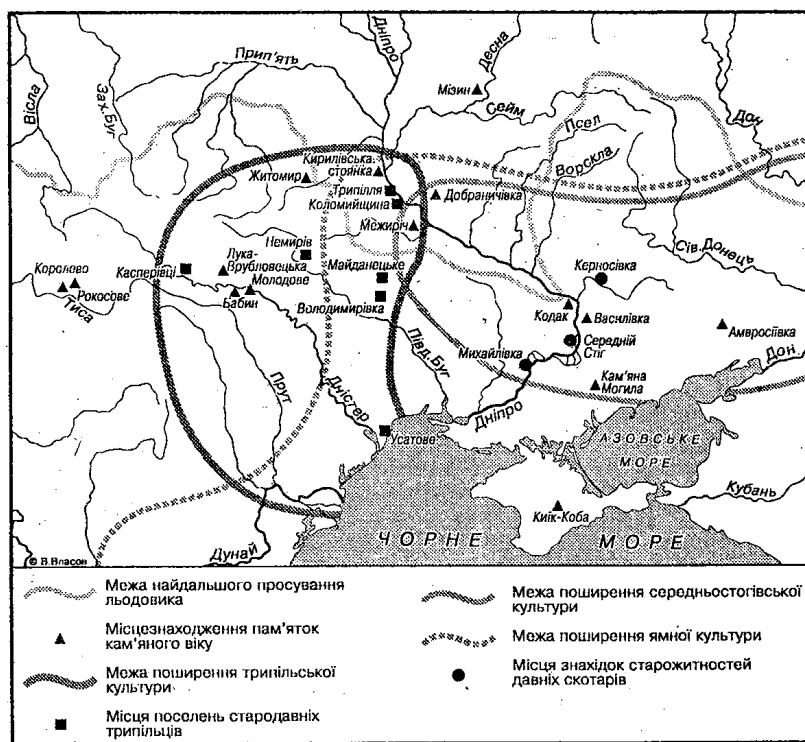 Дніпро
Прип'ять
Десна
Мізин
Вісла
Зах. Буг
Сейм
Дон
Псел
Кирилівська
стоянка
Ворскла
Житомир
Трипілля
Коломийщина
Добраничівка
Межиріч
Сів. Донець
Немирів
Касперівці
Лука-
Врублевецька
Молодове
Майданецьке
Керносівка
Королево
Рокосове
Тиса
Бабин
Володимирівка
Кодак
Василівка
Амвросіївка
Півд. Буг
Михайлівка
Середній
Стіг
Прут
Дністер
Кам'яна
Могила
Дон
Дніпро
Усатове
АЗОВСЬКЕ
МОРЕ
Кубань
Киїк-Коба
ЧОРНЕ МОРЕ
Дунай
© В.Власов
Межа найдальшого просування
льодовика
Місцезнаходження пам'яток
кам'яного віку
Межа поширення трипільської
культури
Місця поселень стародавніх
трипільців
Межа поширення середньостогівської
культури
Межа поширення ямної культури
Місця знахідок старожитностей
давніх скотарів